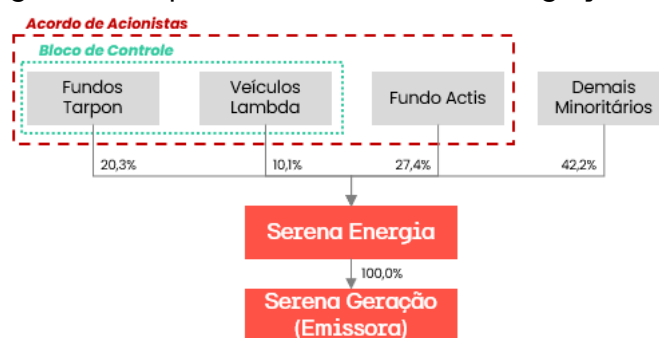 Acordo de Acionistas
Bloco de Controle
Fundos
Tarpon
Veículos
Lambda
Fundo Actis
Demais
Minoritários
20,3%
10,1%
27,4%
42,2%
Serena Energia
100,0%
Serena Geração
(Emissora)